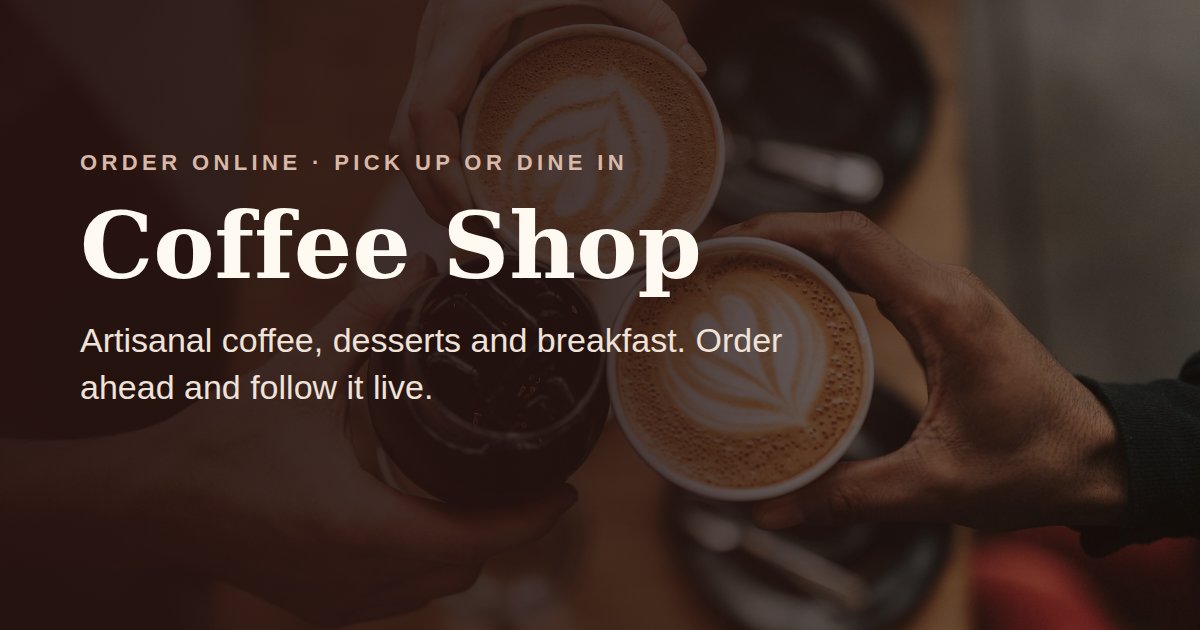 ORDER ONLINE · PICK UP OR DINE IN
Coffee Shop
Artisanal coffee, desserts and breakfast. Order
ahead and follow it live.